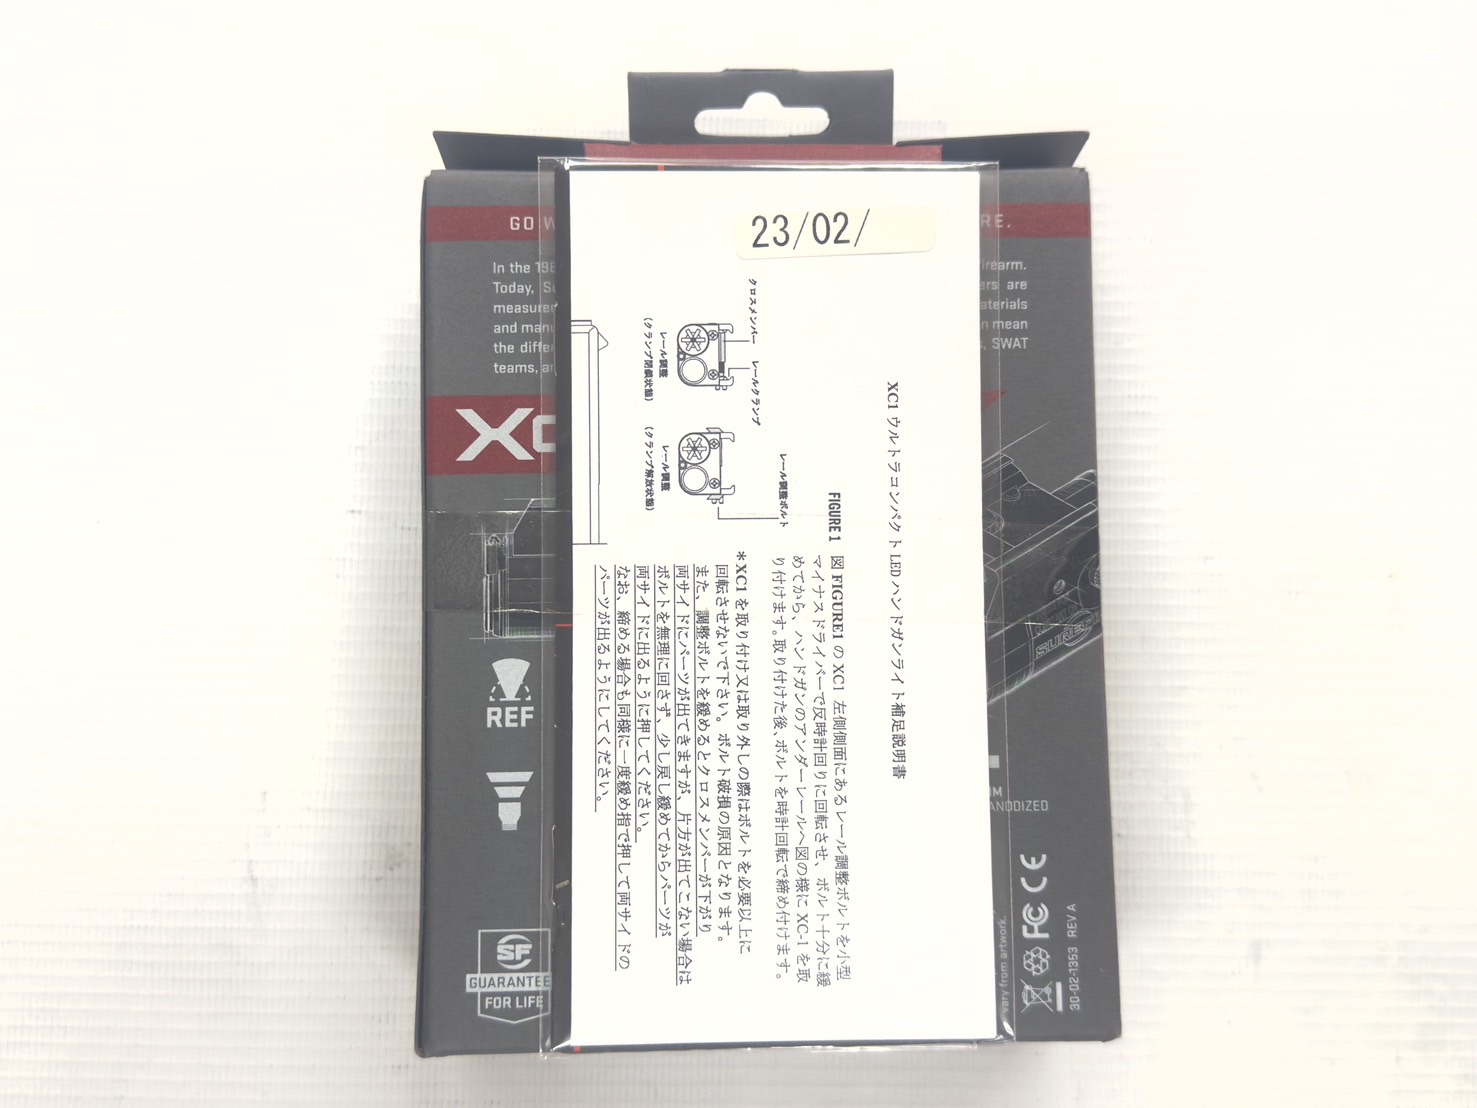 23/02/
XC1 ウルトラコンパクト LED ハンドガンライト補足説明書
FIGURE 1
クロスメンバー
レールクランプ
レール調整ボルト
レール調整
(クランプ閉鎖状態)
レール調整
(クランプ解放状態)
図 FIGURE1 の XC1 左側側面にあるレール調整ボルトを小型
マイナスドライバーで反時計回りに回転させ、ボルト十分に緩
めてから、ハンドガンのアンダーレールへ図の様に XC-1 を取
り付けます。取り付けた後、ボルトを時計回転で締め付けます。
*XC1 を取り付け又は取り外しの際はボルトを必要以上に
回転させないで下さい。ボルト破損の原因となります。
また、調整ボルトを緩めるとクロスメンバーが下がり
両サイドにパーツが出てきますが、片方が出てこない場合は
ボルトを無理に回さず、少し戻し緩めてからパーツが
両サイドに出るように押してください。
なお、締める場合も同様に一度緩め指で押して両サイドの
パーツが出るようにしてください。
GO
RE.
In the
Today,
and
the
teams,
firearm.
are
mean
SWAT
XC
REF
SF
GUARANTEE
FOR LIFE
SUREF
ANODIZED
vary from artwork.
FC CE
30-02-1353 REV A